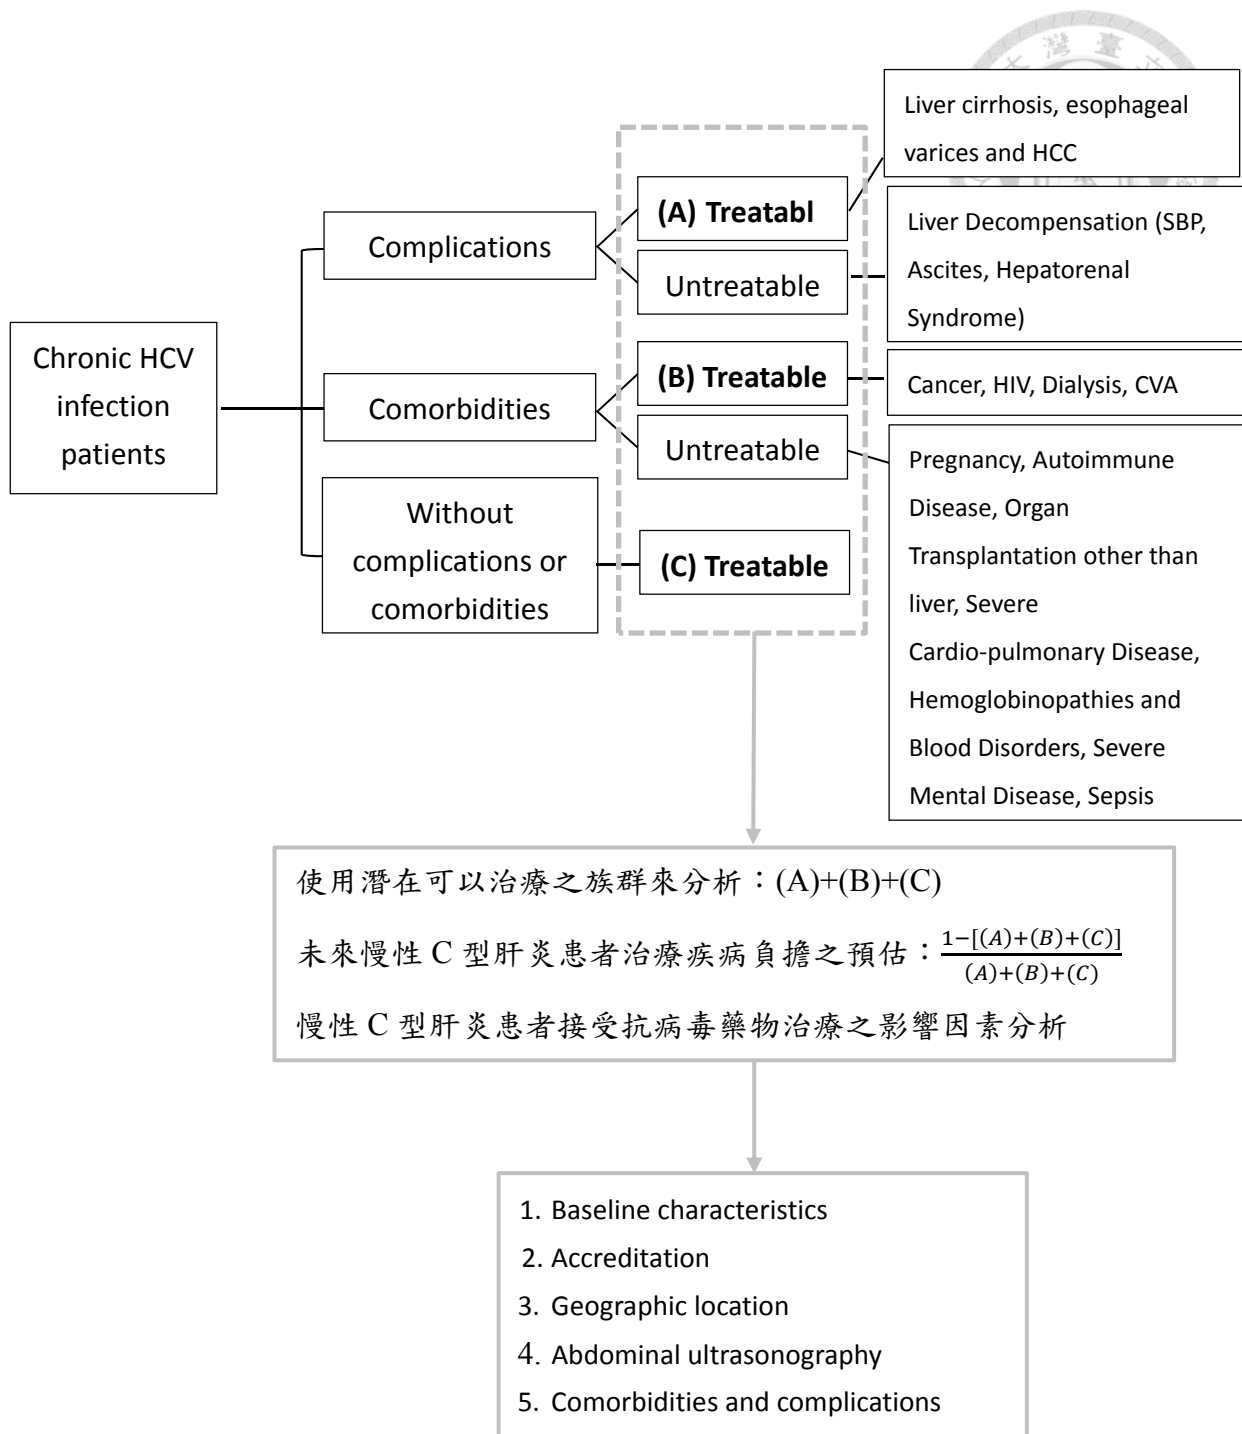 Chronic HCV
infection
patients
Complications
Comorbidities
Without
complications or
comorbidities
(A) Treatabl
Untreatable
(B) Treatable
Untreatable
(C) Treatable
Liver cirrhosis, esophageal
varices and HCC
Liver Decompensation (SBP,
Ascites, Hepatorenal
Syndrome)
Cancer, HIV, Dialysis, CVA
Pregnancy, Autoimmune
Disease, Organ
Transplantation other than
liver, Severe
Cardio-pulmonary Disease,
Hemoglobinopathies and
Blood Disorders, Severe
Mental Disease, Sepsis
使用潛在可以治療之族群來分析：(A)+(B)+(C)
未來慢性 C 型肝炎患者治療疾病負擔之預估：1−[(A)+(B)+(C)] / (A)+(B)+(C)
慢性 C 型肝炎患者接受抗病毒藥物治療之影響因素分析
1. Baseline characteristics
2. Accreditation
3. Geographic location
4. Abdominal ultrasonography
5. Comorbidities and complications